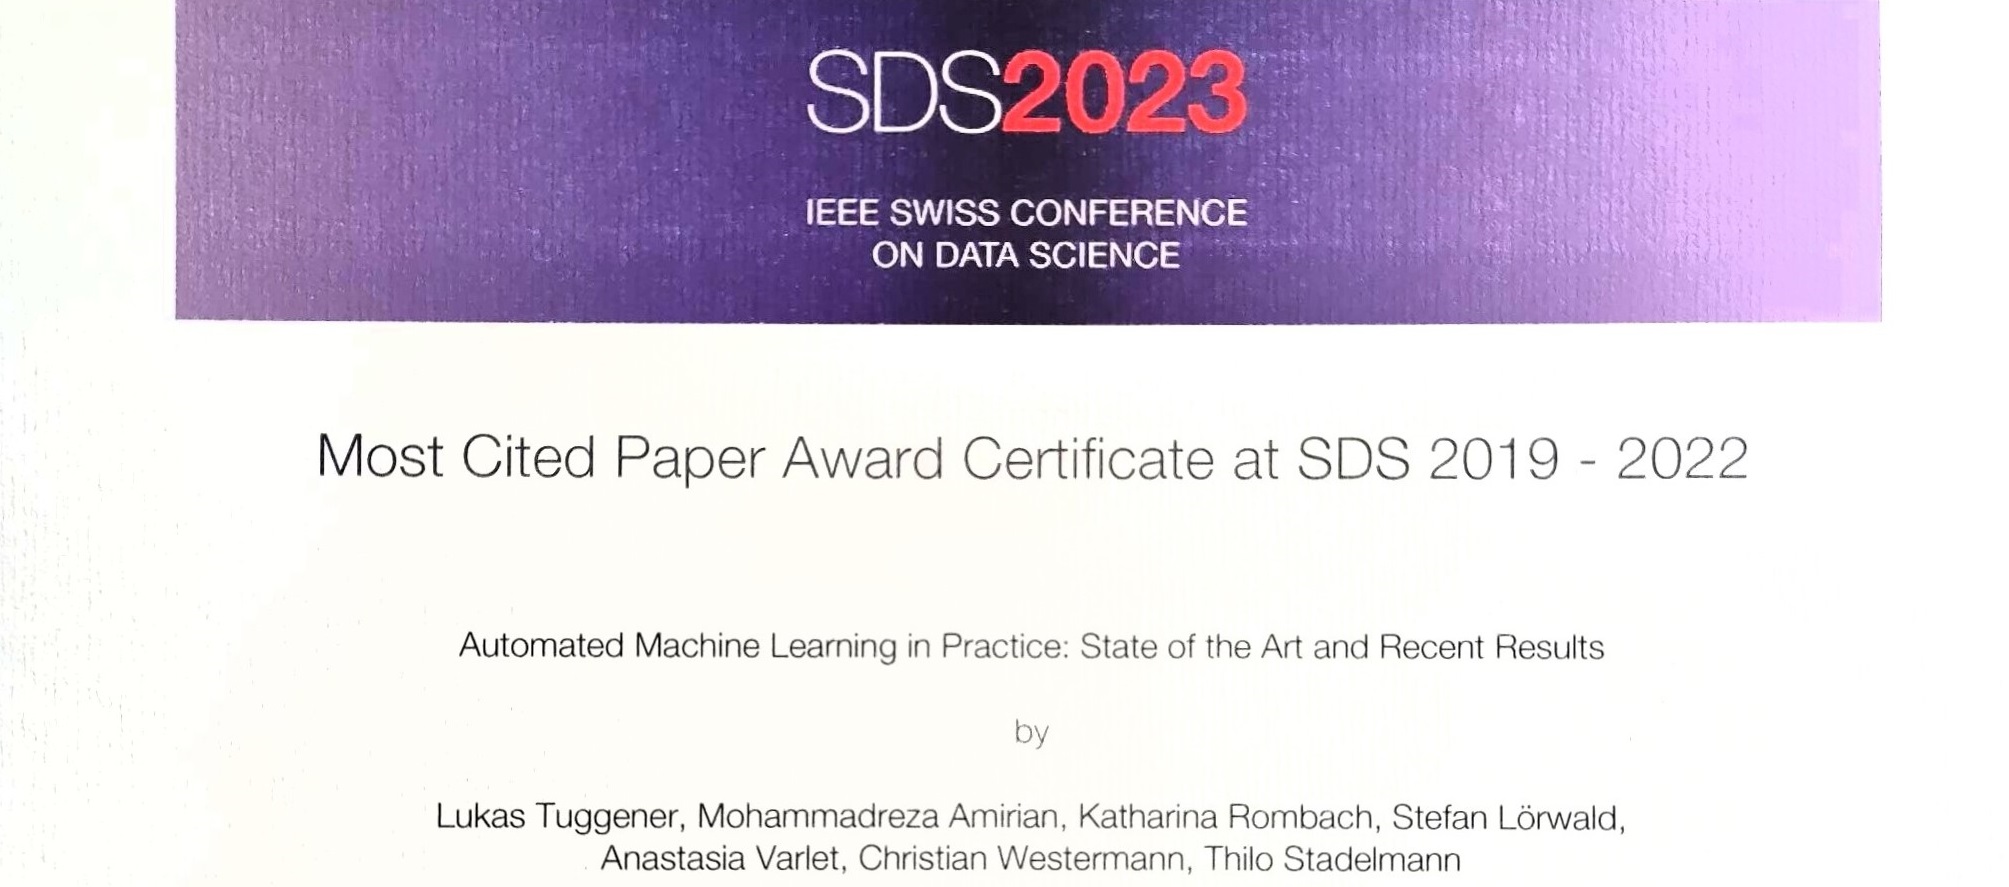 SDS2023
IEEE SWISS CONFERENCE
ON DATA SCIENCE
Most Cited Paper Award Certificate at SDS 2019 - 2022
Automated Machine Learning in Practice: State of the Art and Recent Results
by
Lukas Tuggener, Mohammadreza Amirian, Katharina Rombach, Stefan Lörwald,
Anastasia Varlet, Christian Westermann, Thilo Stadelmann